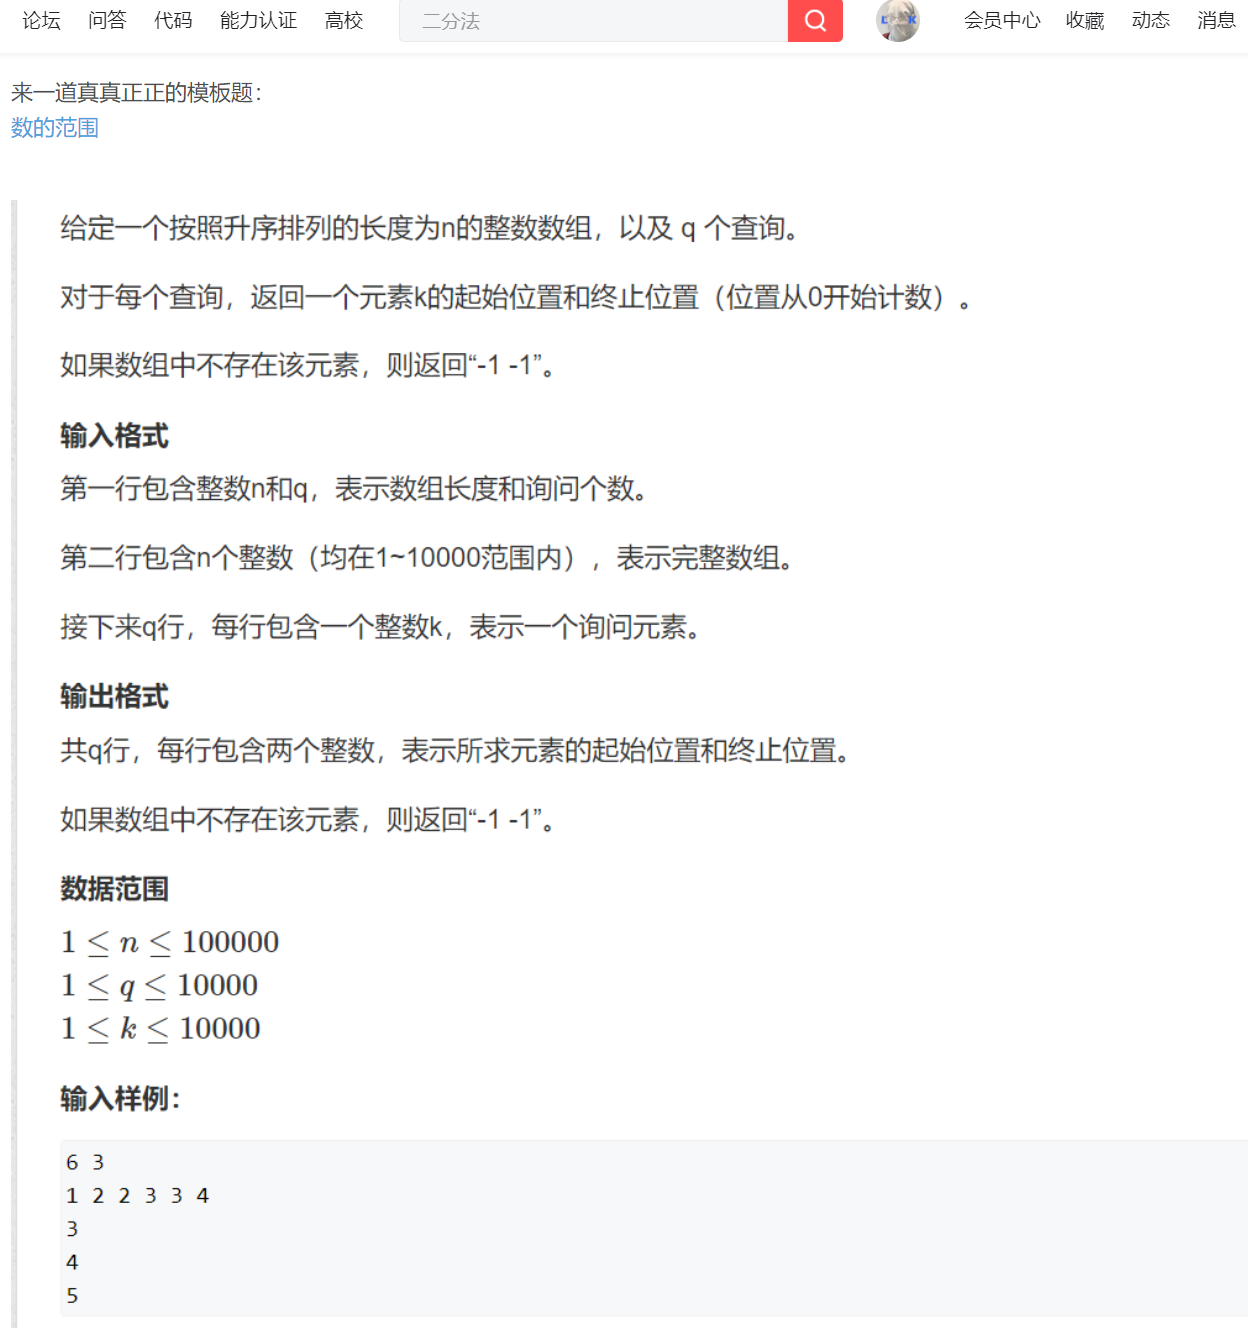 论坛 问答 代码 能力认证 高校 二分法 会员中心 收藏 动态 消息
来一道真真正正的模板题：
数的范围
给定一个按照升序排列的长度为n的整数数组，以及 q 个查询。
对于每个查询，返回一个元素k的起始位置和终止位置（位置从0开始计数）。
如果数组中不存在该元素，则返回“-1 -1”。
输入格式
第一行包含整数n和q，表示数组长度和询问个数。
第二行包含n个整数（均在1~10000范围内），表示完整数组。
接下来q行，每行包含一个整数k，表示一个询问元素。
输出格式
共q行，每行包含两个整数，表示所求元素的起始位置和终止位置。
如果数组中不存在该元素，则返回“-1 -1”。
数据范围
1 ≤ n ≤ 100000
1 ≤ q ≤ 10000
1 ≤ k ≤ 10000
输入样例：
6 3
1 2 2 3 3 4
3
4
5